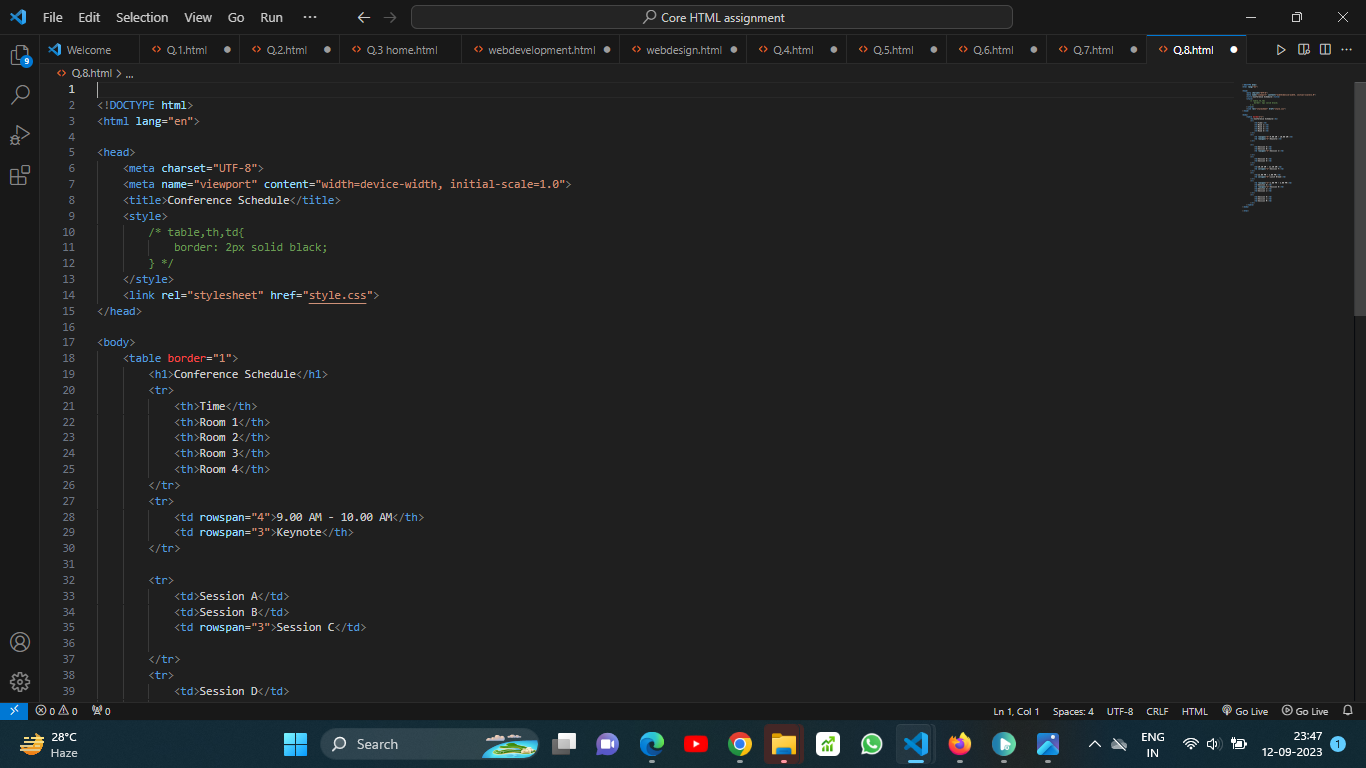 File Edit Selection View Go Run ··· Core HTML assignment
Welcome Q.1.html Q.2.html Q.3 home.html webdevelopment.html webdesign.html Q.4.html Q.5.html Q.6.html Q.7.html Q.8.html
Q.8.html > ...
9
1
2 <!DOCTYPE html>
3 <html lang="en">
4
5 <head>
6 <meta charset="UTF-8">
7 <meta name="viewport" content="width=device-width, initial-scale=1.0">
8 <title>Conference Schedule</title>
9 <style>
10 /* table,th,td{
11 border: 2px solid black;
12 } */
13 </style>
14 <link rel="stylesheet" href="style.css">
15 </head>
16
17 <body>
18 <table border="1">
19 <h1>Conference Schedule</h1>
20 <tr>
21 <th>Time</th>
22 <th>Room 1</th>
23 <th>Room 2</th>
24 <th>Room 3</th>
25 <th>Room 4</th>
26 </tr>
27 <tr>
28 <td rowspan="4">9.00 AM - 10.00 AM</th>
29 <td rowspan="3">Keynote</th>
30 </tr>
31
32 <tr>
33 <td>Session A</td>
34 <td>Session B</td>
35 <td rowspan="3">Session C</td>
36
37 </tr>
38 <tr>
39 <td>Session D</td>
0 0 0 Ln 1, Col 1 Spaces: 4 UTF-8 CRLF HTML Go Live Go Live
28°C
Haze
Search
ENG
IN
23:47
12-09-2023
1